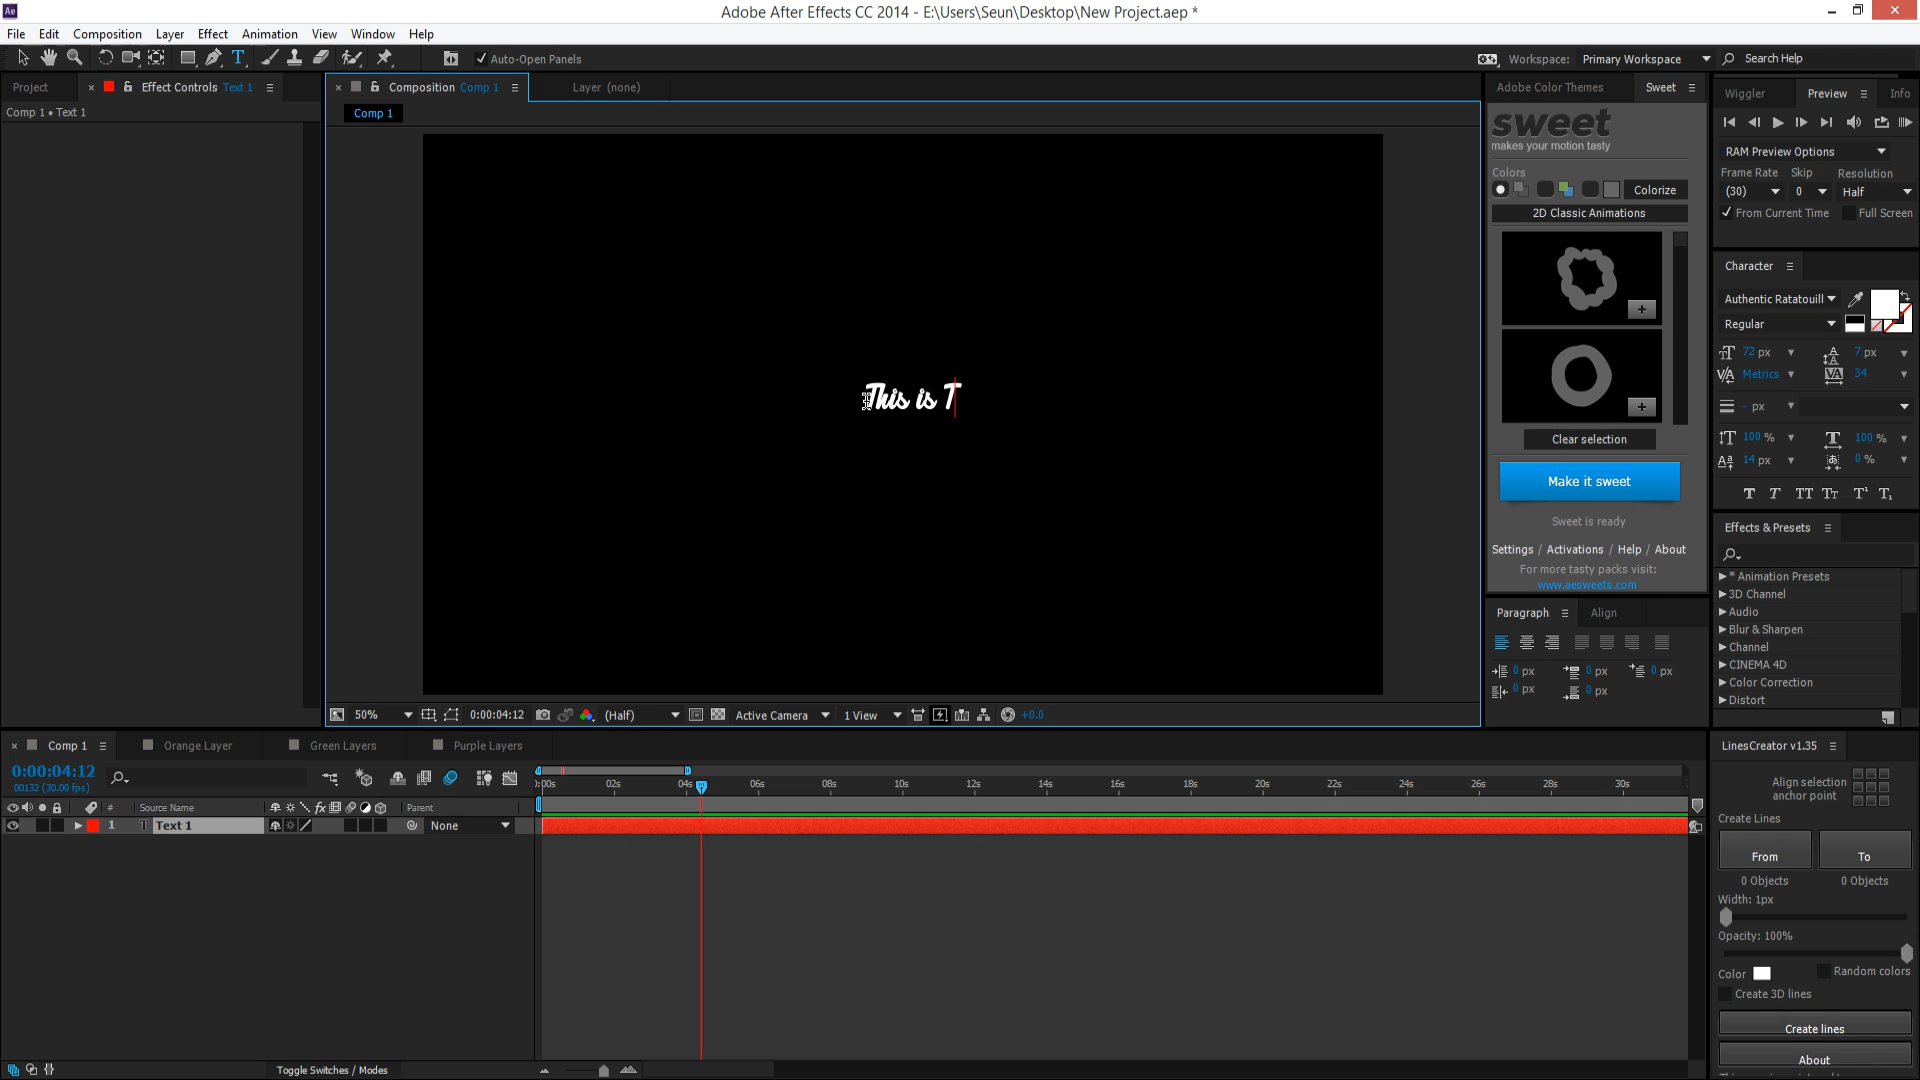 Ae
Adobe After Effects CC 2014 - E:\Users\Seun\Desktop\New Project.aep *
File Edit Composition Layer Effect Animation View Window Help
Auto-Open Panels
Workspace: Primary Workspace
Search Help
Project
Effect Controls Text 1
Comp 1 • Text 1
Composition Comp 1
Layer (none)
Comp 1
This is T
50%
0:00:04:12
(Half)
Active Camera
1 View
+0.0
Adobe Color Themes
Sweet
sweet
makes your motion tasty
Colors
Colorize
2D Classic Animations
+
+
Clear selection
Make it sweet
Sweet is ready
Settings / Activations / Help / About
For more tasty packs visit:
www.aesweets.com
Paragraph
Align
0 px 0 px 0 px
0 px 0 px
Wiggler
Preview
Info
RAM Preview Options
Frame Rate Skip Resolution
(30) 0 Half
From Current Time Full Screen
Character
Authentic Ratatouill
Regular
72 px 7 px
Metrics 34
- px
100 % 100 %
14 px 0 %
T T TT Tт T¹ T₁
Effects & Presets
* Animation Presets
3D Channel
Audio
Blur & Sharpen
Channel
CINEMA 4D
Color Correction
Distort
Comp 1
Orange Layer
Green Layers
Purple Layers
0:00:04:12
00132 (30.00 fps)
# Source Name
Parent
1 T Text 1
None
):00s 02s 04s 06s 08s 10s 12s 14s 16s 18s 20s 22s 24s 26s 28s 30s
Toggle Switches / Modes
LinesCreator v1.35
Align selection
anchor point
Create Lines
From To
0 Objects 0 Objects
Width: 1px
Opacity: 100%
Color
Random colors
Create 3D lines
Create lines
About